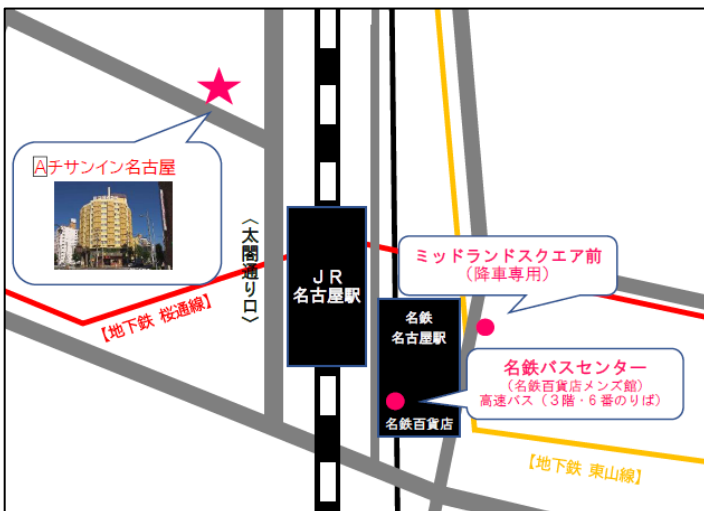 Aチサンイン名古屋
〈太閤通り口〉
JR
名古屋駅
ミッドランドスクエア前
(降車専用)
【地下鉄 桜通線】
名鉄
名古屋駅
名鉄バスセンター
(名鉄百貨店メンズ館)
高速バス(3階・6番のりば)
名鉄百貨店
【地下鉄 東山線】